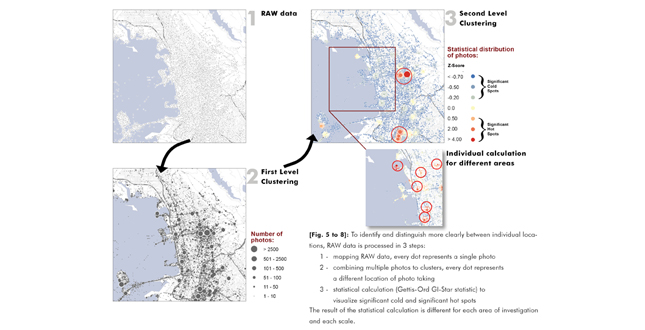 1 RAW data
2 First Level
Clustering
Number of
photos:
> 2500
501 - 2500
101 - 500
51 - 100
11 - 50
1 - 10
3 Second Level
Clustering
Statistical distribution
of photos:
Z-Score
< -0.70
-0.50
-0.20
0.0
0.50
2.00
> 4.00
Significant
Cold
Spots
Significant
Hot
Spots
Individual calculation
for different areas
[Fig. 5 to 8]: To identify and distinguish more clearly between individual loca-
tions, RAW data is processed in 3 steps:
1 - mapping RAW data, every dot represents a single photo
2 - combining multiple photos to clusters, every dot represents
a different location of photo taking
3 - statistical calculation (Gettis-Ord GI-Star statistic) to
visualize significant cold and significant hot spots
The result of the statistical calculation is different for each area of investigation
and each scale.